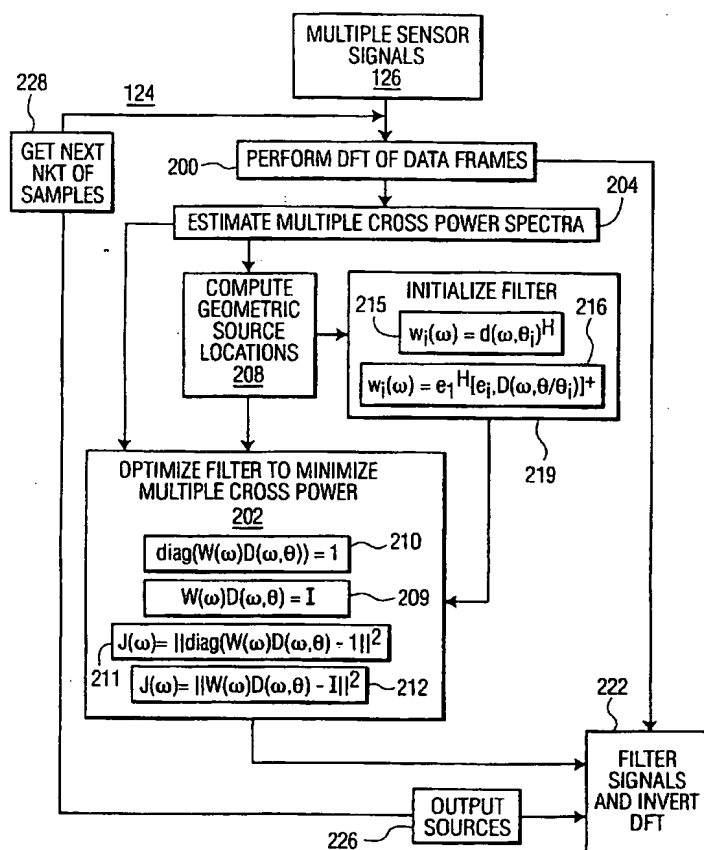 MULTIPLE SENSOR
SIGNALS
126
228
124
GET NEXT
NKT OF
SAMPLES
200
PERFORM DFT OF DATA FRAMES
204
ESTIMATE MULTIPLE CROSS POWER SPECTRA
COMPUTE
GEOMETRIC
SOURCE
LOCATIONS
208
INITIALIZE FILTER
215
216
wᵢ(ω) = d(ω,θᵢ)ᴴ
wᵢ(ω) = e₁ᴴ[eᵢ,D(ω,θ/θᵢ)]⁺
219
OPTIMIZE FILTER TO MINIMIZE
MULTIPLE CROSS POWER
202
diag(W(ω)D(ω,θ)) = 1
210
W(ω)D(ω,θ) = I
209
J(ω)= ||diag(W(ω)D(ω,θ) - 1||²
211
J(ω)= ||W(ω)D(ω,θ) - I||²
212
222
FILTER
SIGNALS
AND INVERT
DFT
OUTPUT
SOURCES
226